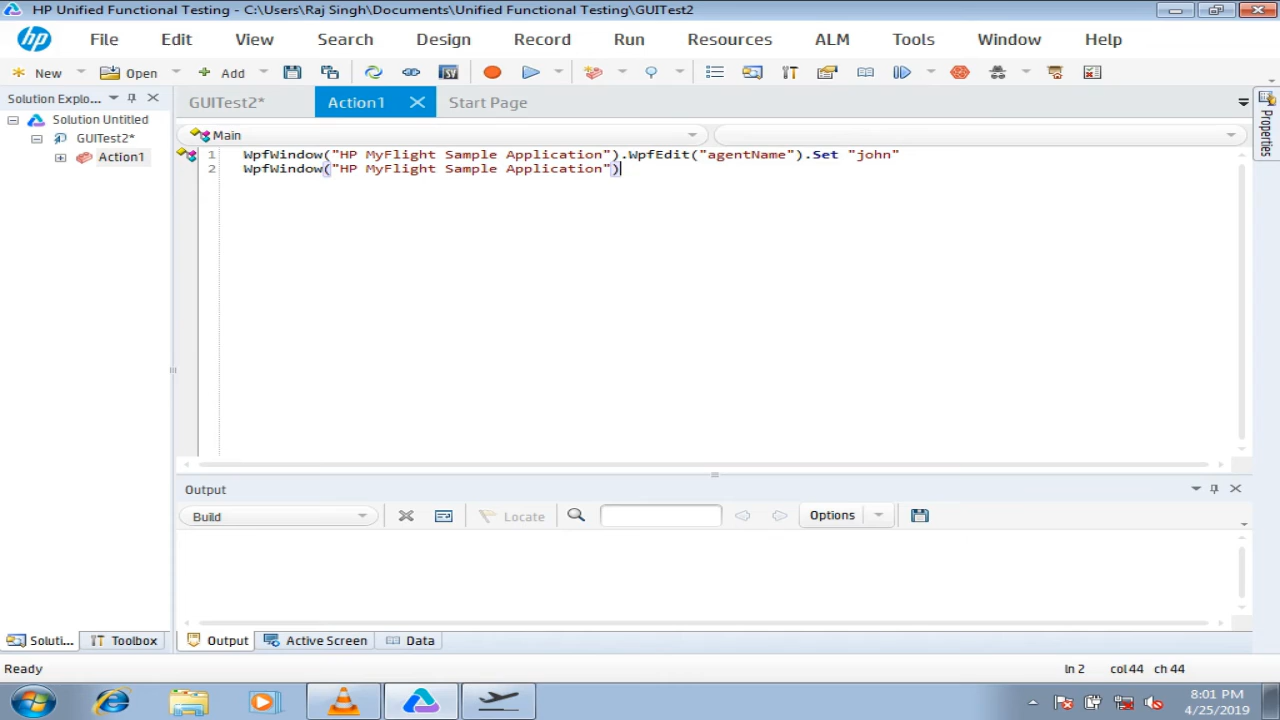 HP Unified Functional Testing - C:\Users\Raj Singh\Documents\Unified Functional Testing\GUITest2
hp File Edit View Search Design Record Run Resources ALM Tools Window Help
New Open Add
Solution Explo... GUITest2* Action1 Start Page
Solution Untitled
GUITest2*
Action1
Main
1 WpfWindow("HP MyFlight Sample Application").WpfEdit("agentName").Set "john"
2 WpfWindow("HP MyFlight Sample Application")
Properties
Output
Build Locate Options
Soluti... Toolbox Output Active Screen Data
Ready ln 2 col 44 ch 44
8:01 PM
4/25/2019